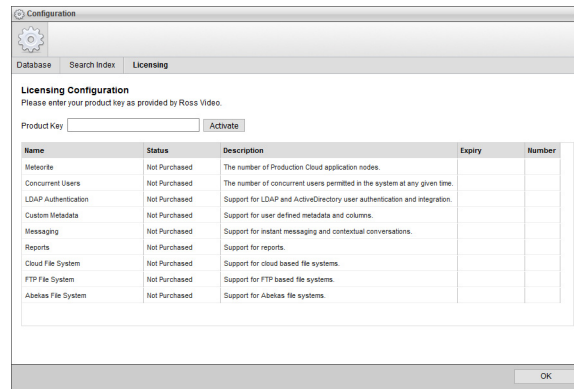 Configuration
Database Search Index Licensing
Licensing Configuration
Please enter your product key as provided by Ross Video.
Product Key Activate
Name Status Description Expiry Number
Meteorite Not Purchased The number of Production Cloud application nodes.
Concurrent Users Not Purchased The number of concurrent users permitted in the system at any given time.
LDAP Authentication Not Purchased Support for LDAP and ActiveDirectory user authentication and integration.
Custom Metadata Not Purchased Support for user defined metadata and columns.
Messaging Not Purchased Support for instant messaging and contextual conversations.
Reports Not Purchased Support for reports.
Cloud File System Not Purchased Support for cloud based file systems.
FTP File System Not Purchased Support for FTP based file systems.
Abekas File System Not Purchased Support for Abekas file systems.
OK